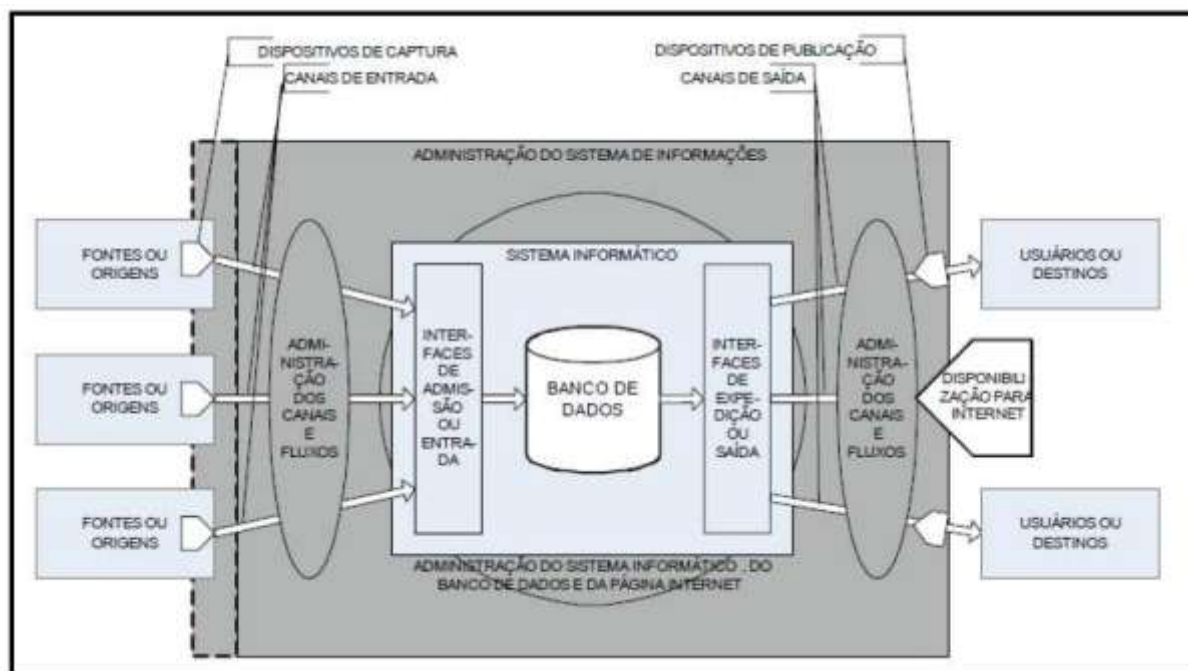 DISPOSITIVOS DE CAPTURA
CANAIS DE ENTRADA
DISPOSITIVOS DE PUBLICAÇÃO
CANAIS DE SAÍDA
ADMINISTRAÇÃO DO SISTEMA DE INFORMAÇÕES
FONTES OU
ORIGENS
FONTES OU
ORIGENS
FONTES OU
ORIGENS
ADMI-
NISTRA-
ÇÃO
DOS
CANAIS
E
FLUXOS
SISTEMA INFORMÁTICO
INTER-
FACES
DE
ADMIS-
SÃO
OU
ENTRA-
DA
BANCO DE
DADOS
INTER-
FACES
DE
EXPE-
DIÇÃO
OU
SAÍDA
ADMI-
NISTRA-
ÇÃO
DOS
CANAIS
E
FLUXOS
USUÁRIOS OU
DESTINOS
DISPONIBILI
ZAÇÃO PARA
INTERNET
USUÁRIOS OU
DESTINOS
ADMINISTRAÇÃO DO SISTEMA INFORMÁTICO , DO
BANCO DE DADOS E DA PÁGINA INTERNET